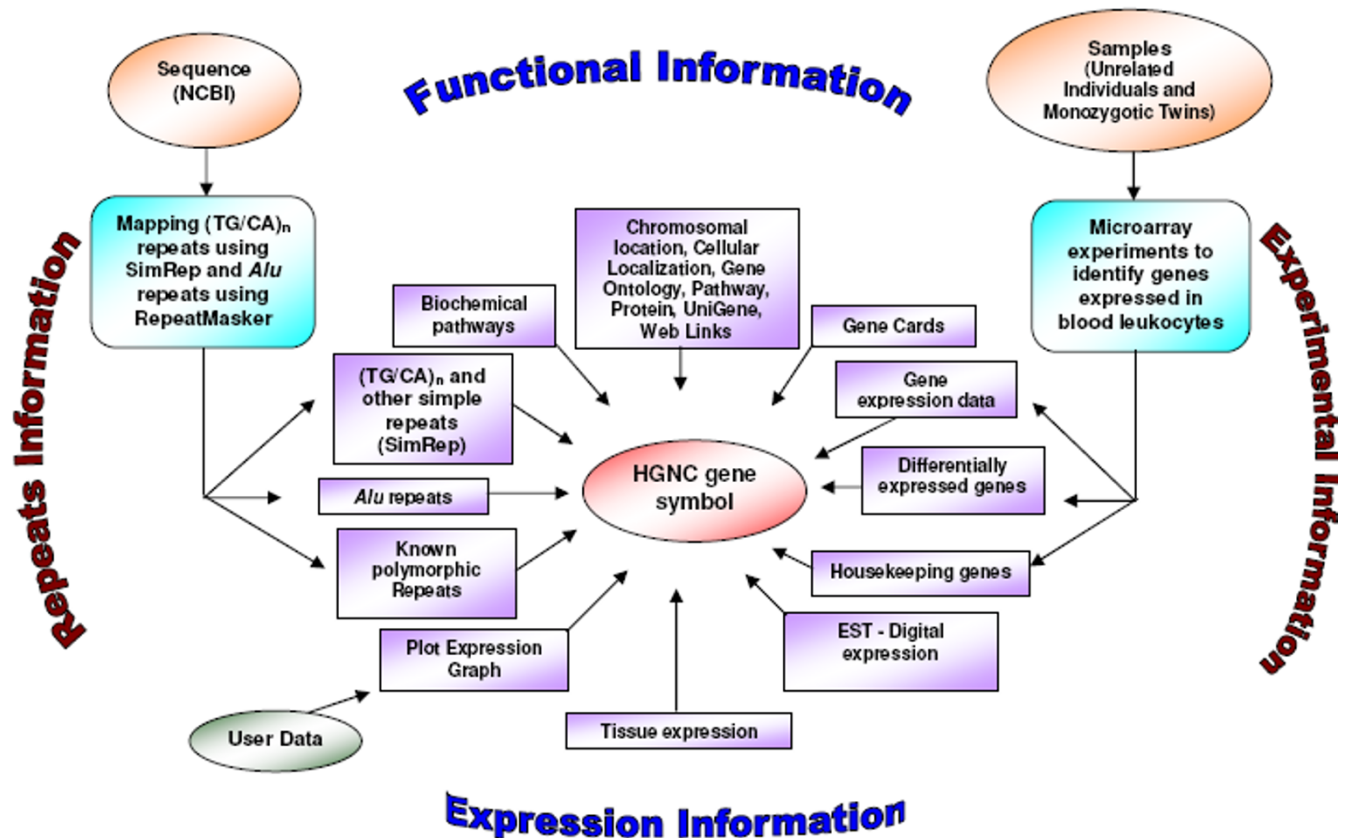 Functional Information
Sequence
(NCBI)
Samples
(Unrelated
Individuals and
Monozygotic Twins)
Repeats Information
Mapping (TG/CA)n
repeats using
SimRep and Alu
repeats using
RepeatMasker
Microarray
experiments to
identify genes
expressed in
blood leukocytes
Experimental Information
Chromosomal
location, Cellular
Localization, Gene
Ontology, Pathway,
Protein, UniGene,
Web Links
Biochemical
pathways
Gene Cards
(TG/CA)n and
other simple
repeats
(SimRep)
Gene
expression data
HGNC gene
symbol
Differentially
expressed genes
Alu repeats
Known
polymorphic
Repeats
Housekeeping genes
Plot Expression
Graph
EST - Digital
expression
User Data
Tissue expression
Expression Information